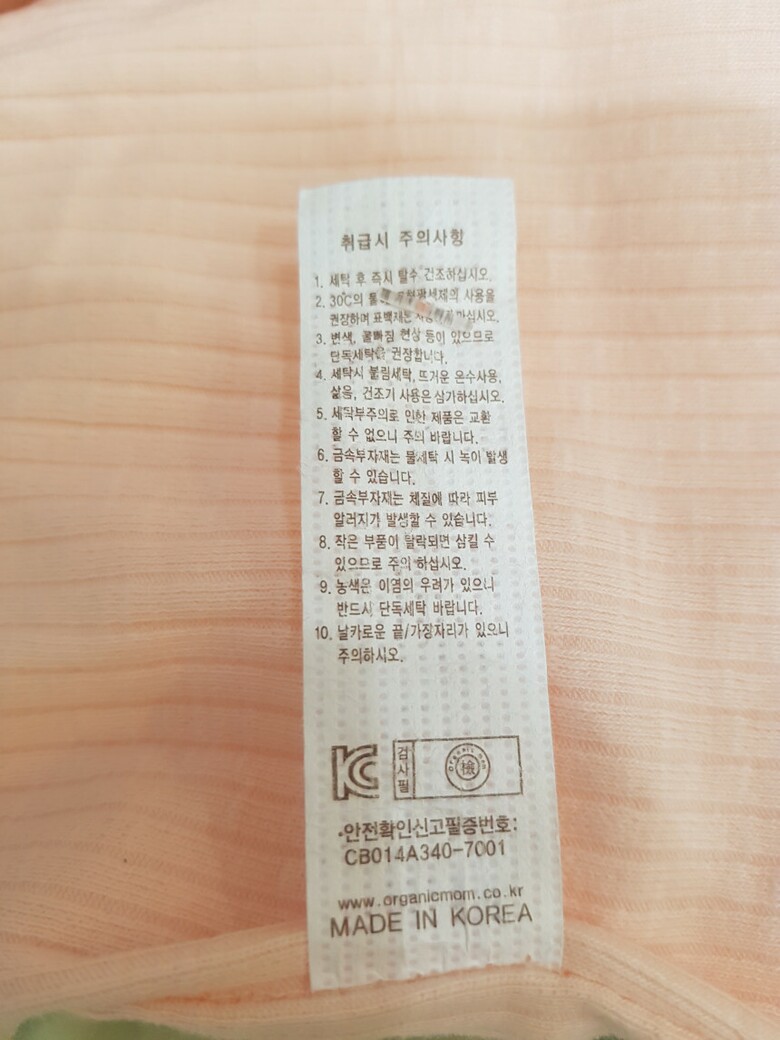 취급시 주의사항
1. 세탁 후 즉시 탈수 건조하십시오.
2. 30℃의 세제의 사용을
권장하며 표백제는 마십시오.
3. 변색, 물빠짐 현상 등이 있으므로
단독세탁을 권장합니다.
4. 세탁시 불림세탁, 뜨거운 온수사용,
삶음, 건조기 사용은 삼가하십시오.
5. 세탁부주의로 인한 제품은 교환
할 수 없으니 주의 바랍니다.
6. 금속부자재는 물세탁 시 녹이 발생
할 수 있습니다.
7. 금속부자재는 체질에 따라 피부
알러지가 발생할 수 있습니다.
8. 작은 부품이 탈락되면 삼킬 수
있으므로 주의 하십시오.
9. 농색은 이염의 우려가 있으니
반드시 단독세탁 바랍니다.
10. 날카로운 끝/가장자리가 있으니
주의하시오.
KC 검사필 organic mom 檢
·안전확인신고필증번호:
CB014A340-7001
www.organicmom.co.kr
MADE IN KOREA